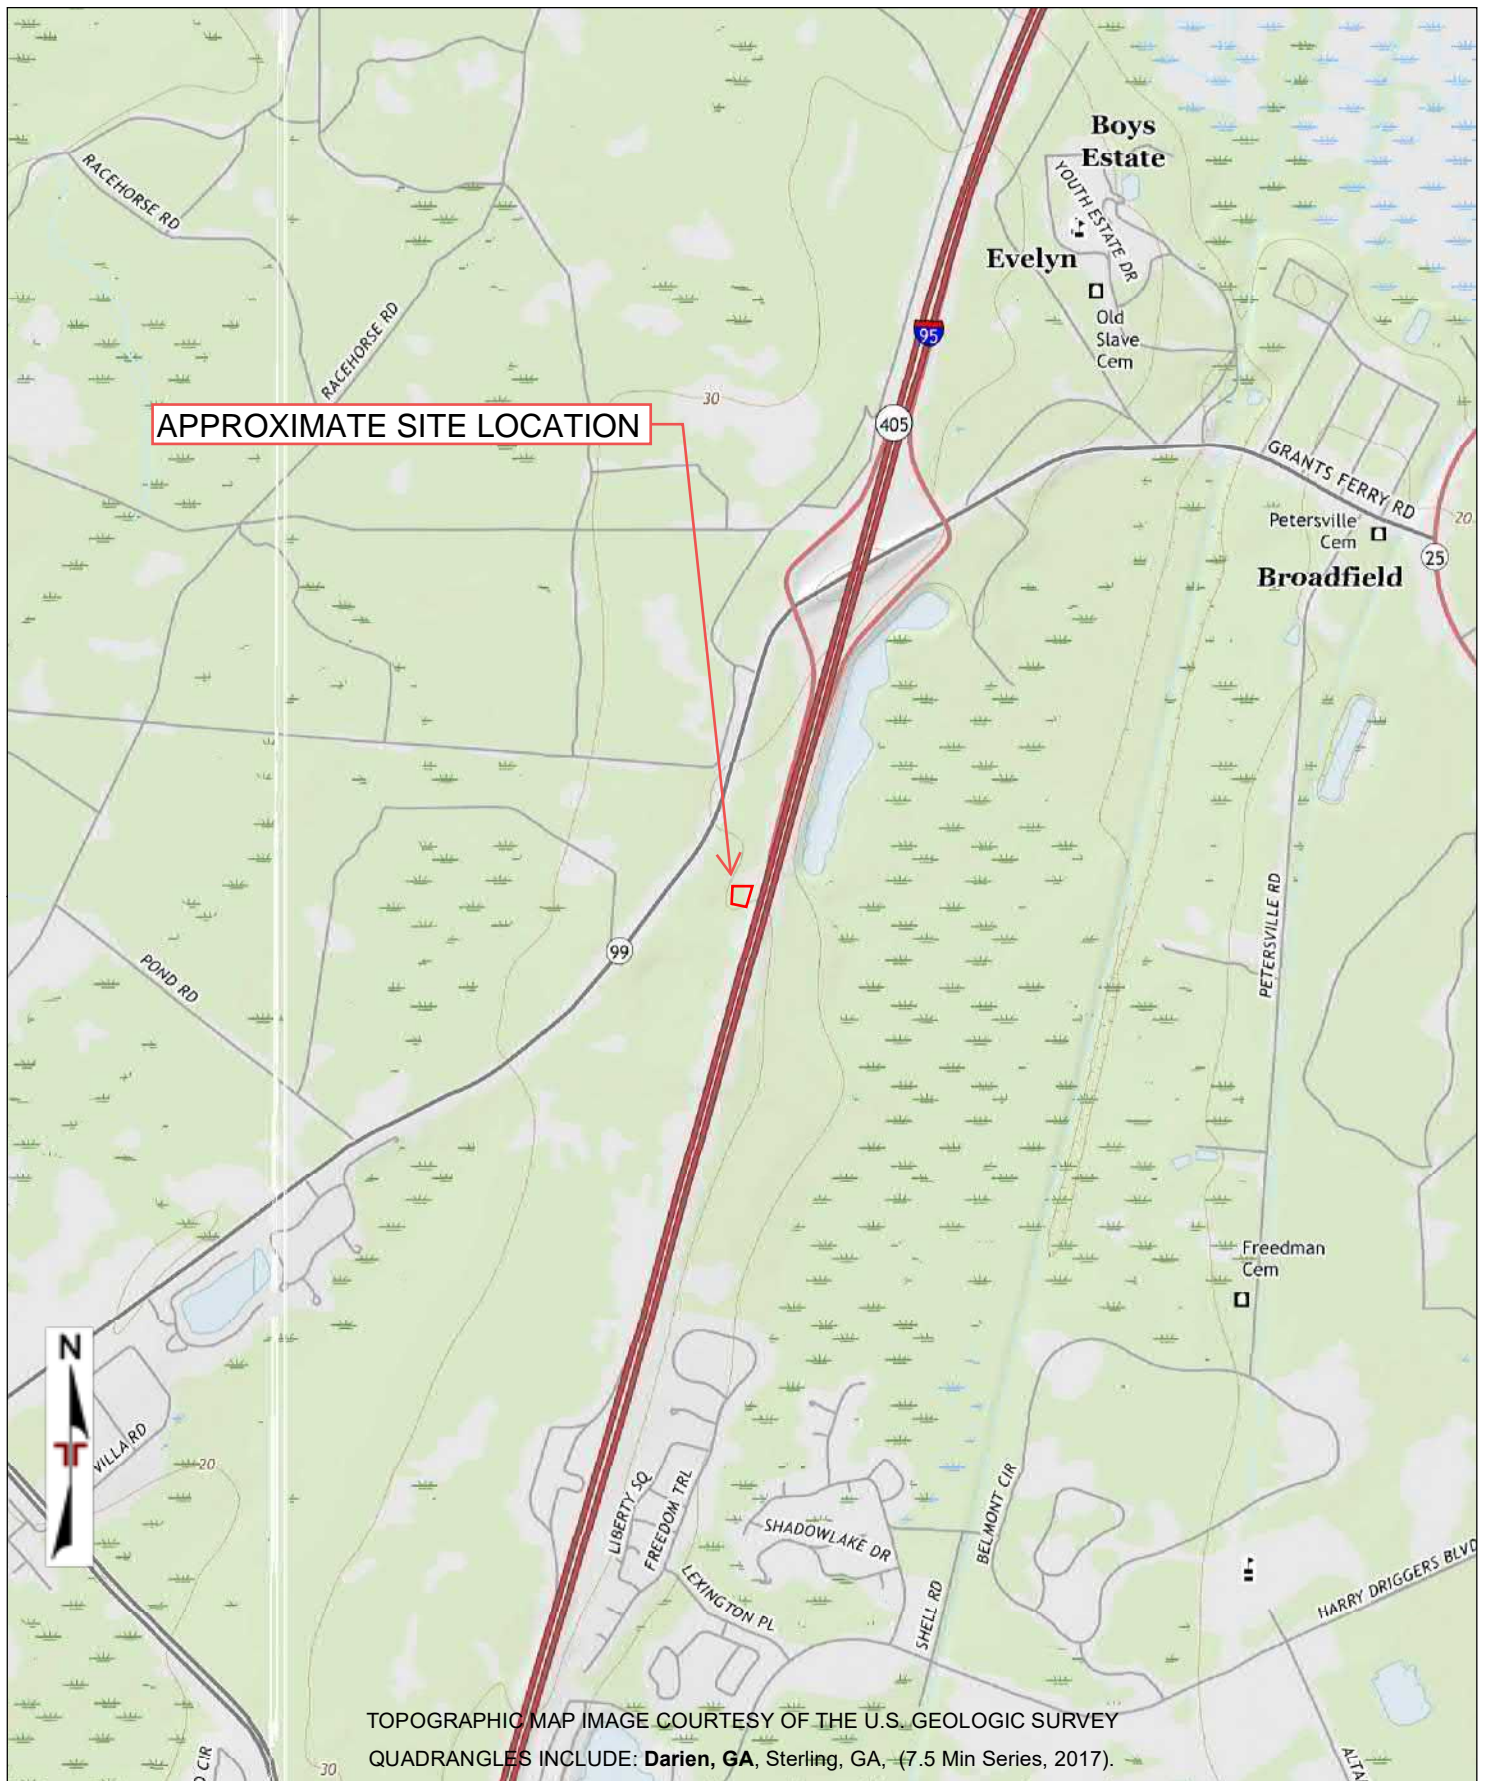 Boys
Estate
YOUTH ESTATE DR
RACEHORSE RD
Evelyn
Old
Slave
Cem
95
RACEHORSE RD
30
APPROXIMATE SITE LOCATION
405
GRANTS FERRY RD
20
Petersville
Cem
25
Broadfield
PETERSVILLE RD
99
POND RD
Freedman
Cem
N
VILLA RD
20
LIBERTY SQ
FREEDOM TRL
SHADOWLAKE DR
BELMONT CIR
LEXINGTON PL
SHELL RD
HARRY DRIGGERS BLVD
TOPOGRAPHIC MAP IMAGE COURTESY OF THE U.S. GEOLOGIC SURVEY
QUADRANGLES INCLUDE: Darien, GA, Sterling, GA, (7.5 Min Series, 2017).
30
CIR
ALTA